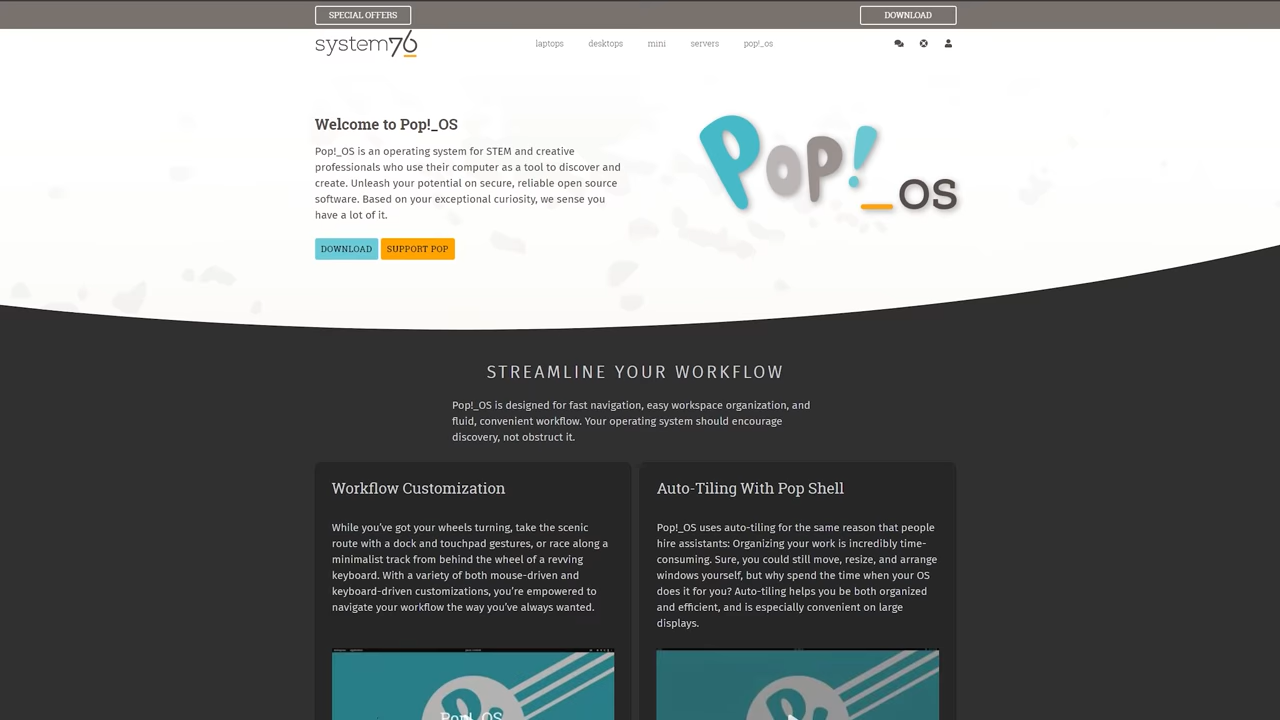 SPECIAL OFFERS
DOWNLOAD
system76
laptops
desktops
mini
servers
pop!_os
Welcome to Pop!_OS
Pop!_OS is an operating system for STEM and creative
professionals who use their computer as a tool to discover and
create. Unleash your potential on secure, reliable open source
software. Based on your exceptional curiosity, we sense you
have a lot of it.
DOWNLOAD
SUPPORT POP
Pop!_OS
STREAMLINE YOUR WORKFLOW
Pop!_OS is designed for fast navigation, easy workspace organization, and
fluid, convenient workflow. Your operating system should encourage
discovery, not obstruct it.
Workflow Customization
While you've got your wheels turning, take the scenic
route with a dock and touchpad gestures, or race along a
minimalist track from behind the wheel of a revving
keyboard. With a variety of both mouse-driven and
keyboard-driven customizations, you're empowered to
navigate your workflow the way you've always wanted.
Pop!_OS
Auto-Tiling With Pop Shell
Pop!_OS uses auto-tiling for the same reason that people
hire assistants: Organizing your work is incredibly time-
consuming. Sure, you could still move, resize, and arrange
windows yourself, but why spend the time when your OS
does it for you? Auto-tiling helps you be both organized
and efficient, and is especially convenient on large
displays.